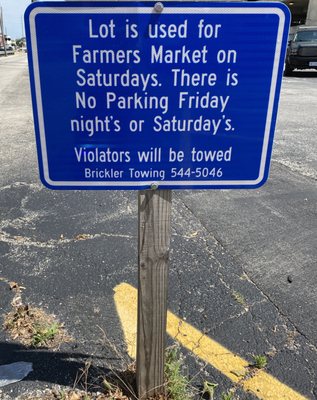 Lot is used for
Farmers Market on
Saturdays. There is
No Parking Friday
night's or Saturday's.
Violators will be towed
Brickler Towing 544-5046